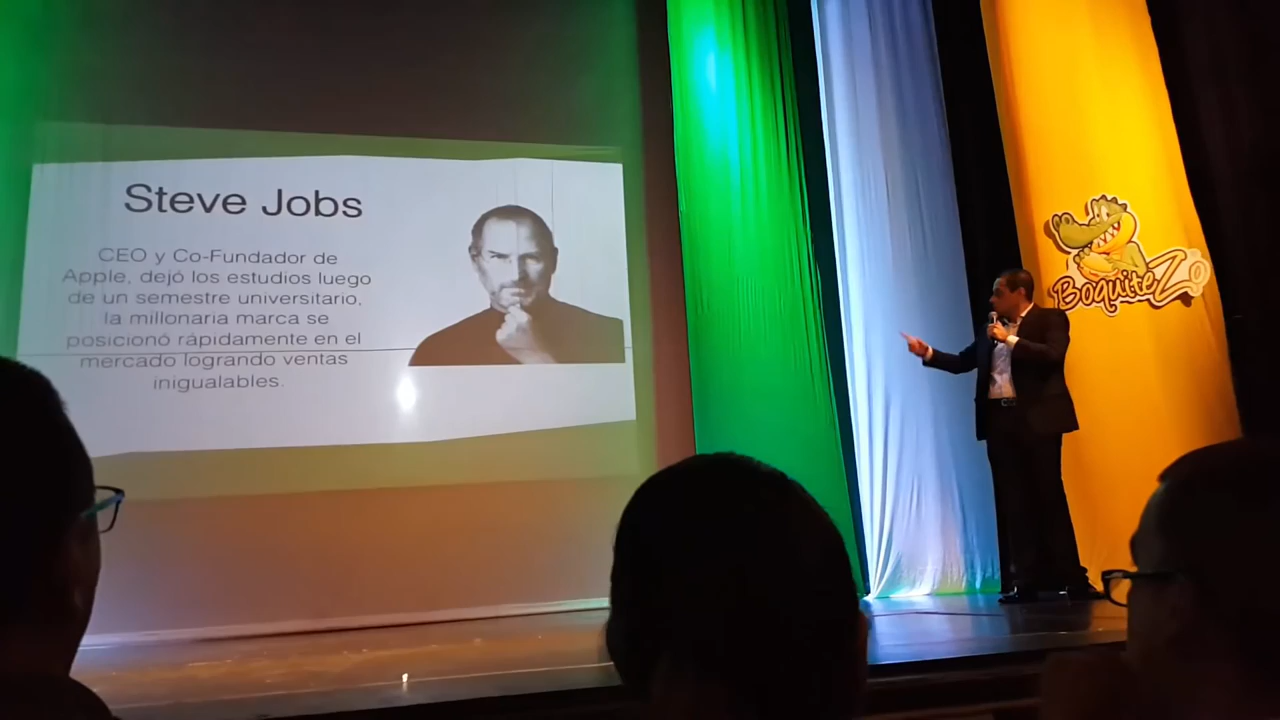 Steve Jobs
CEO y Co-Fundador de
Apple, dejó los estudios luego
de un semestre universitario,
la millonaria marca se
posicionó rápidamente en el
mercado logrando ventas
inigualables.
BoquiteZo